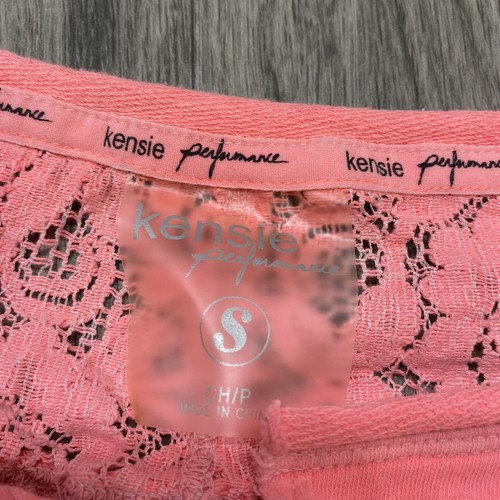 kensie performance kensie performance
kensie
performance
S
CH/P
MADE IN CHINA